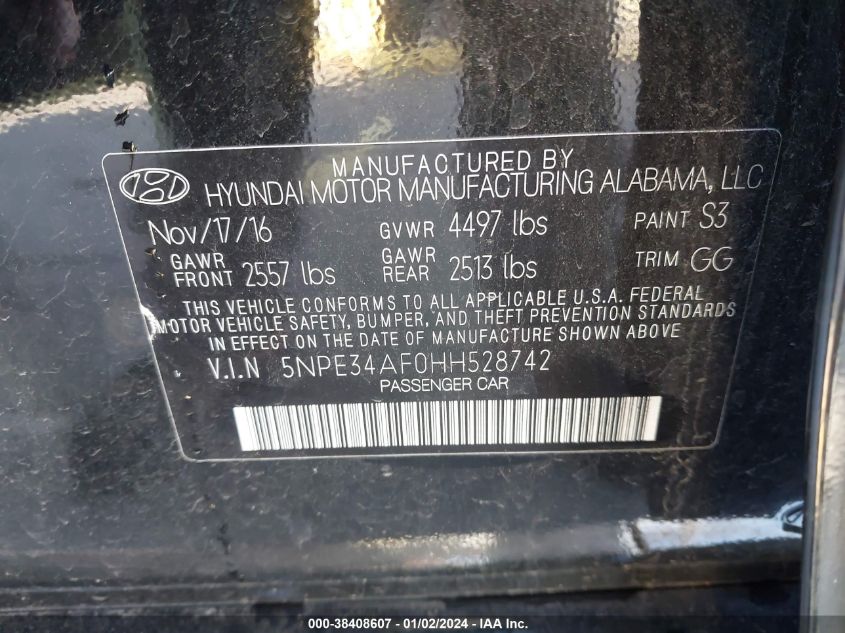 MANUFACTURED BY
HYUNDAI MOTOR MANUFACTURING ALABAMA, LLC
Nov/17/16 GVWR 4497 lbs PAINT S3
GAWR FRONT 2557 lbs GAWR REAR 2513 lbs TRIM GG
THIS VEHICLE CONFORMS TO ALL APPLICABLE U.S.A. FEDERAL
MOTOR VEHICLE SAFETY, BUMPER, AND THEFT PREVENTION STANDARDS
IN EFFECT ON THE DATE OF MANUFACTURE SHOWN ABOVE
V.I.N 5NPE34AF0HH528742
PASSENGER CAR
000-38408607 - 01/02/2024 - IAA Inc.